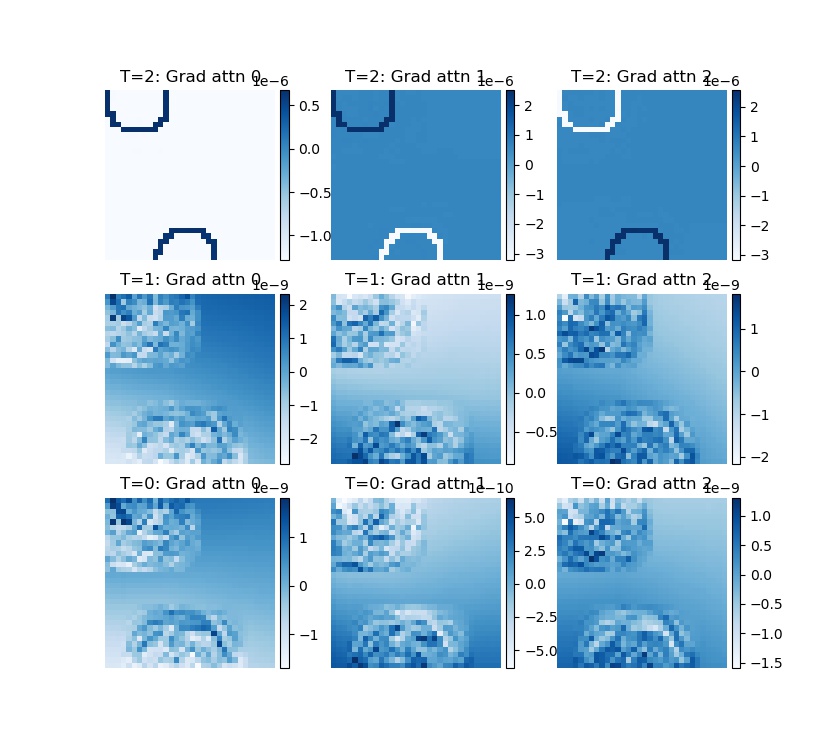 T=2: Grad attn 0
1e−6
0.5
0.0
−0.5
−1.0
T=2: Grad attn 1
1e−6
2
1
0
−1
−2
−3
T=2: Grad attn 2
1e−6
2
1
0
−1
−2
−3
T=1: Grad attn 0
1e−9
2
1
0
−1
−2
T=1: Grad attn 1
1e−9
1.0
0.5
0.0
−0.5
T=1: Grad attn 2
1e−9
1
0
−1
−2
T=0: Grad attn 0
1e−9
1
0
−1
T=0: Grad attn 1
1e−10
5.0
2.5
0.0
−2.5
−5.0
T=0: Grad attn 2
1e−9
1.0
0.5
0.0
−0.5
−1.0
−1.5